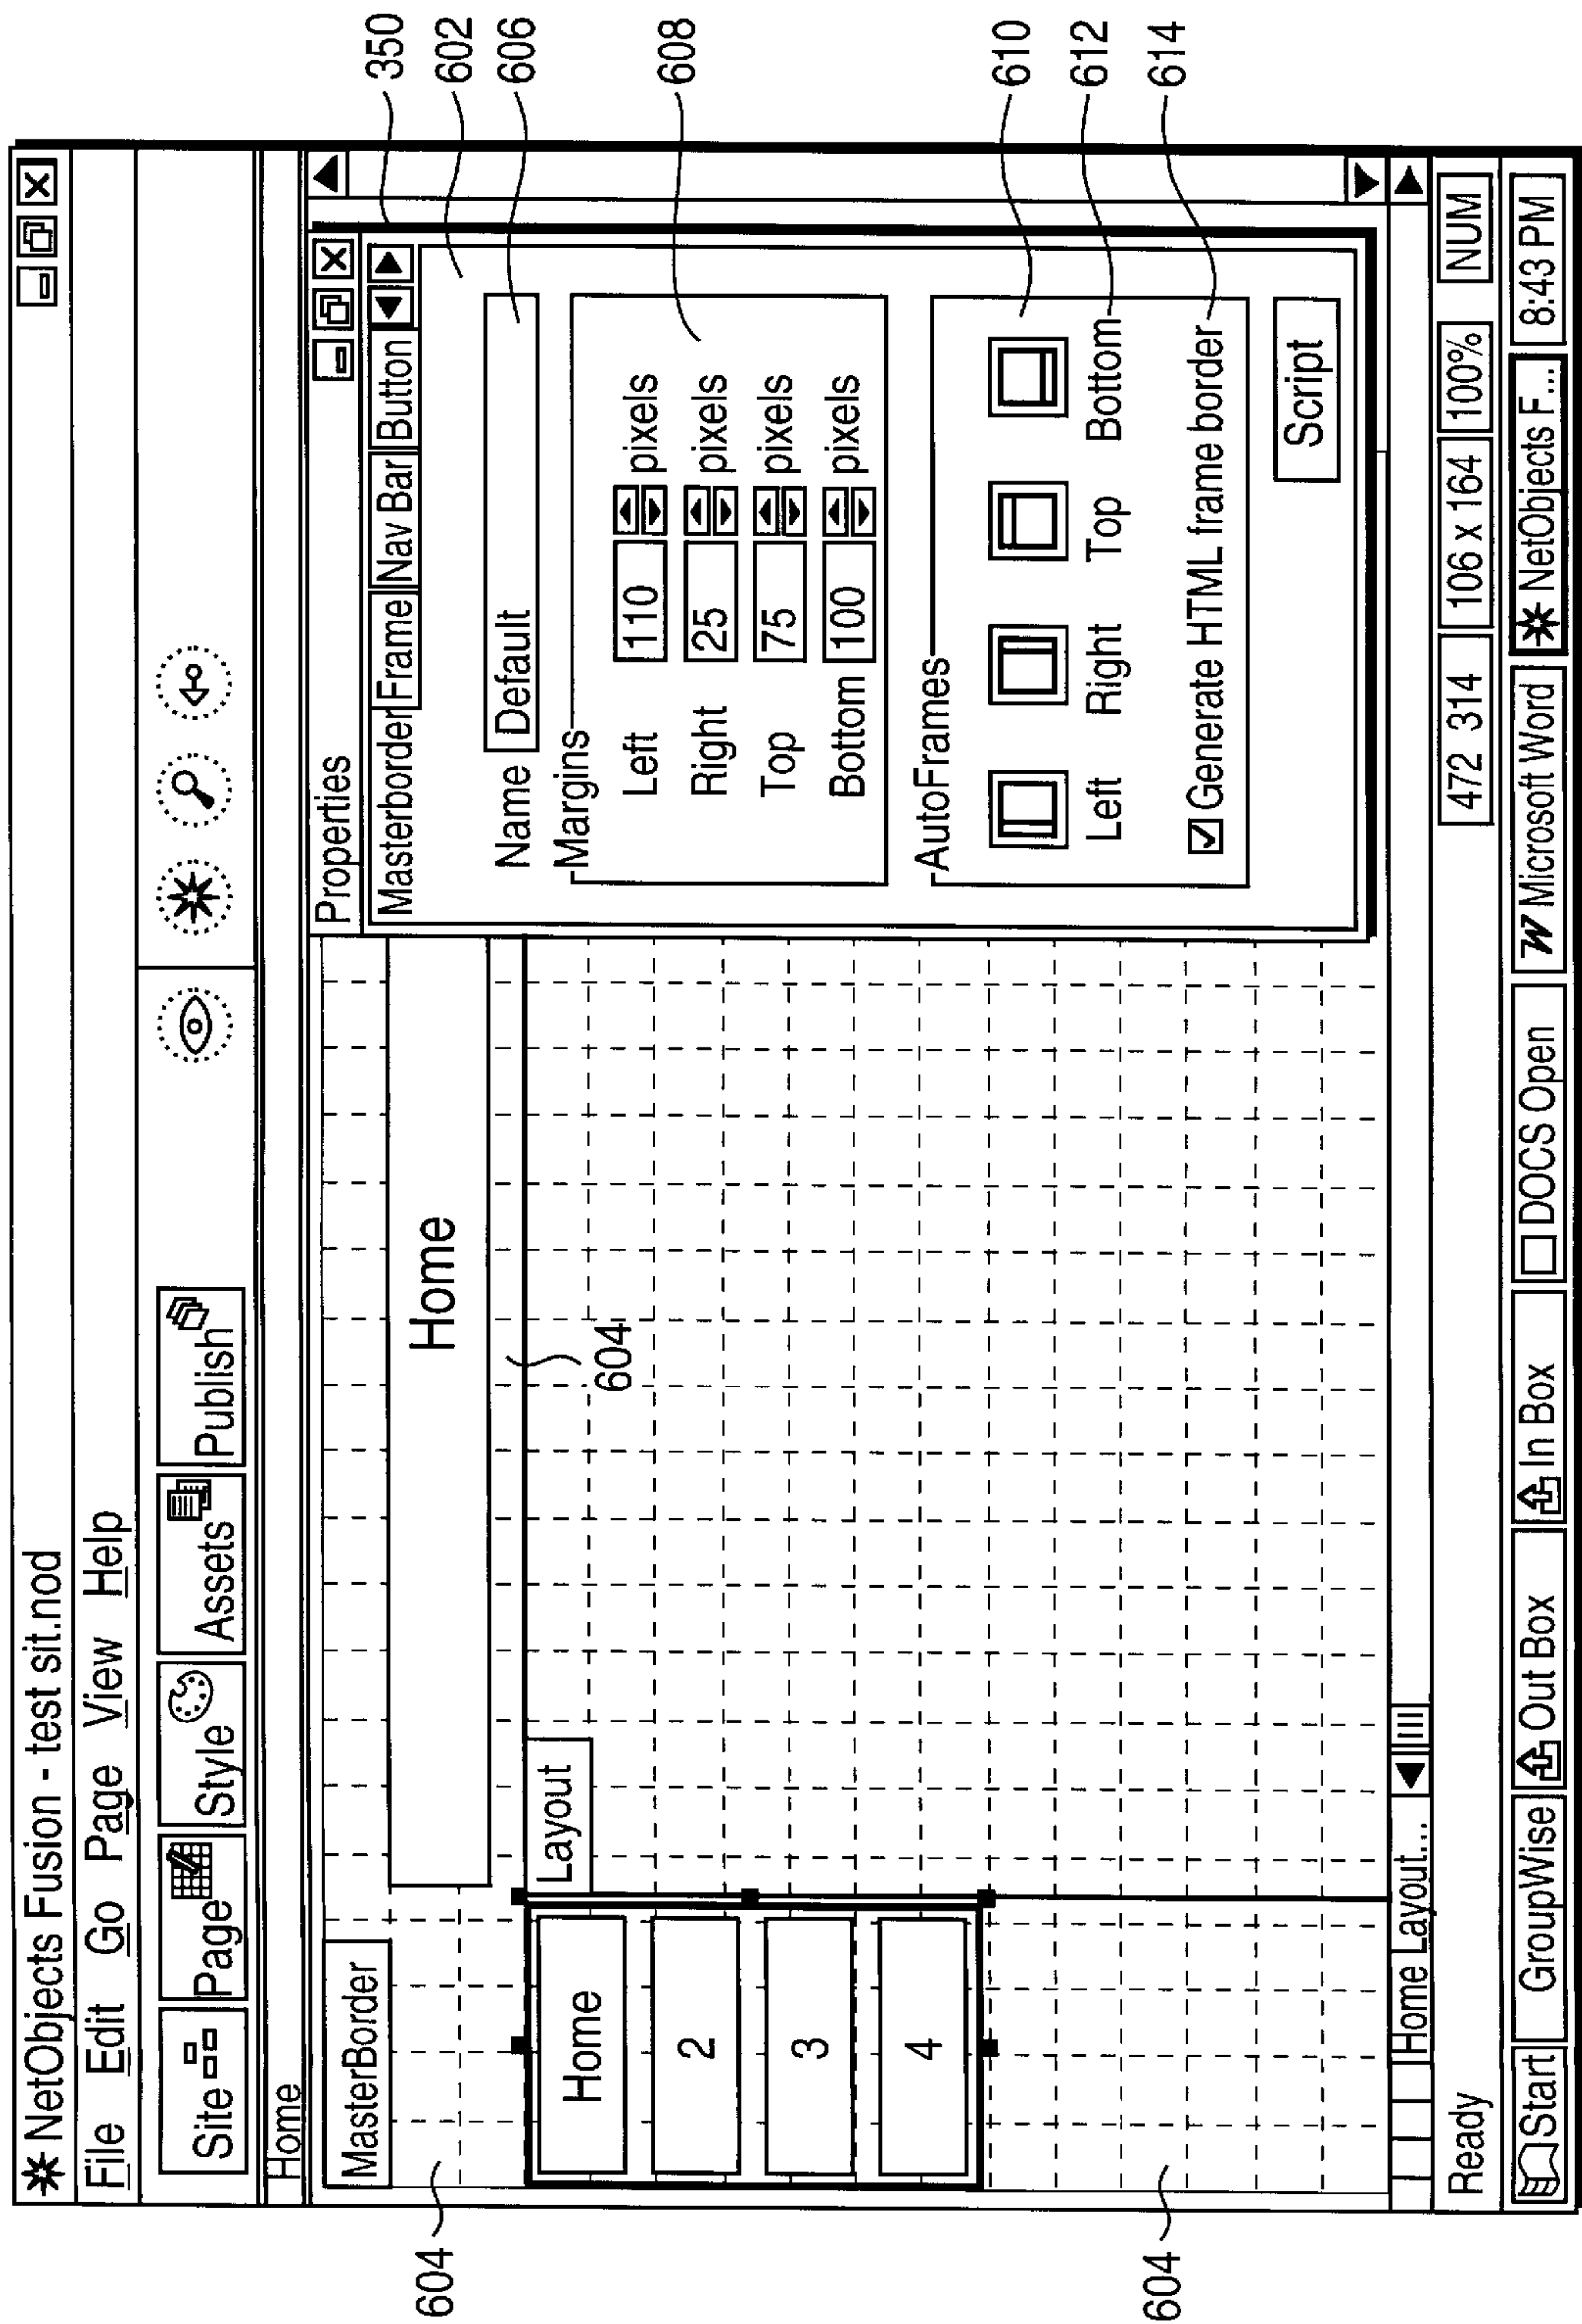 NetObjects Fusion - test sit.nod
File Edit Go Page View Help
Site Page Style Assets Publish
Home
MasterBorder
Home
604
Layout
Home
2
3
4
604
604
Properties
350
Masterborder Frame Nav Bar Button
602
Name Default
606
Margins
608
Left 110 pixels
Right 25 pixels
Top 75 pixels
Bottom 100 pixels
AutoFrames
610
Left Right Top Bottom
612
Generate HTML frame border
614
Script
Home Layout...
Ready 472 314 106 x 164 100% NUM
Start GroupWise Out Box In Box DOCS Open W Microsoft Word NetObjects F... 8:43 PM